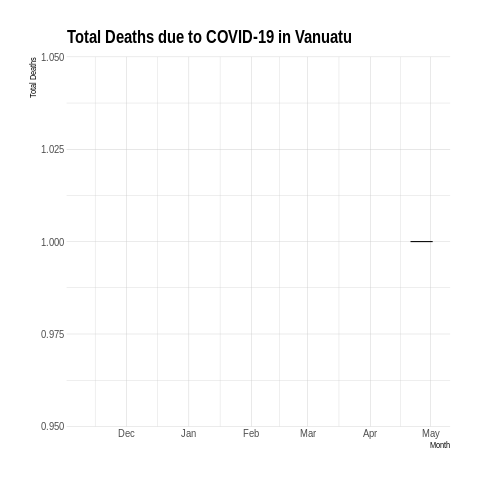 Total Deaths due to COVID-19 in Vanuatu
Total Deaths
1.050
1.025
1.000
0.975
0.950
Dec Jan Feb Mar Apr May
Month